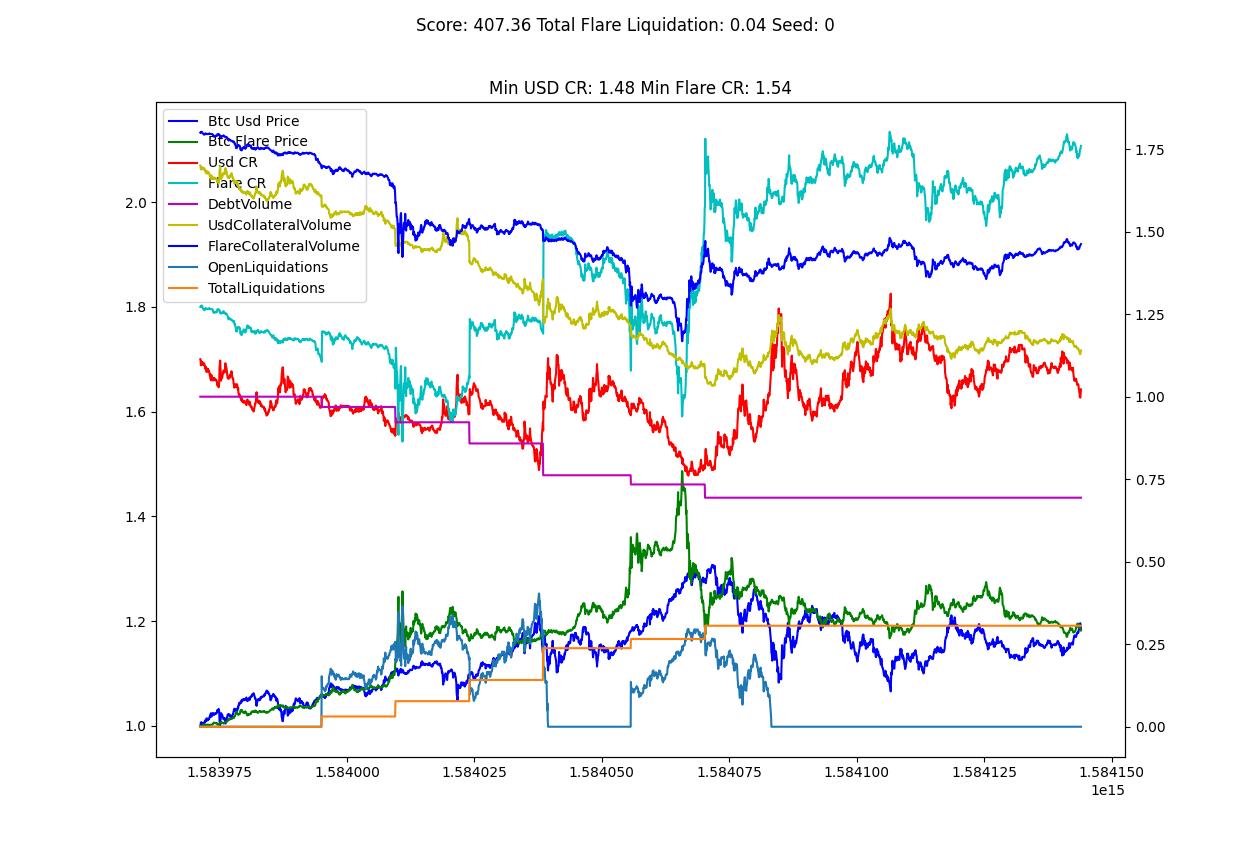 Score: 407.36 Total Flare Liquidation: 0.04 Seed: 0
Min USD CR: 1.48 Min Flare CR: 1.54
Btc Usd Price
Btc Flare Price
Usd CR
Flare CR
DebtVolume
UsdCollateralVolume
FlareCollateralVolume
OpenLiquidations
TotalLiquidations
2.0
1.8
1.6
1.4
1.2
1.0
1.75
1.50
1.25
1.00
0.75
0.50
0.25
0.00
1.583975 1.584000 1.584025 1.584050 1.584075 1.584100 1.584125 1.584150
1e15